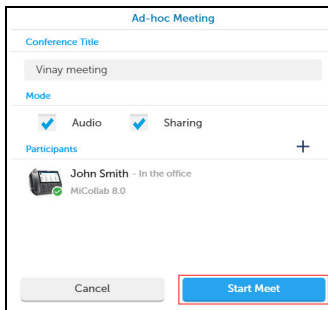 Ad-hoc Meeting
Conference Title
Vinay meeting
Mode
Audio Sharing
Participants +
John Smith - In the office
MiCollab 8.0
Cancel Start Meet